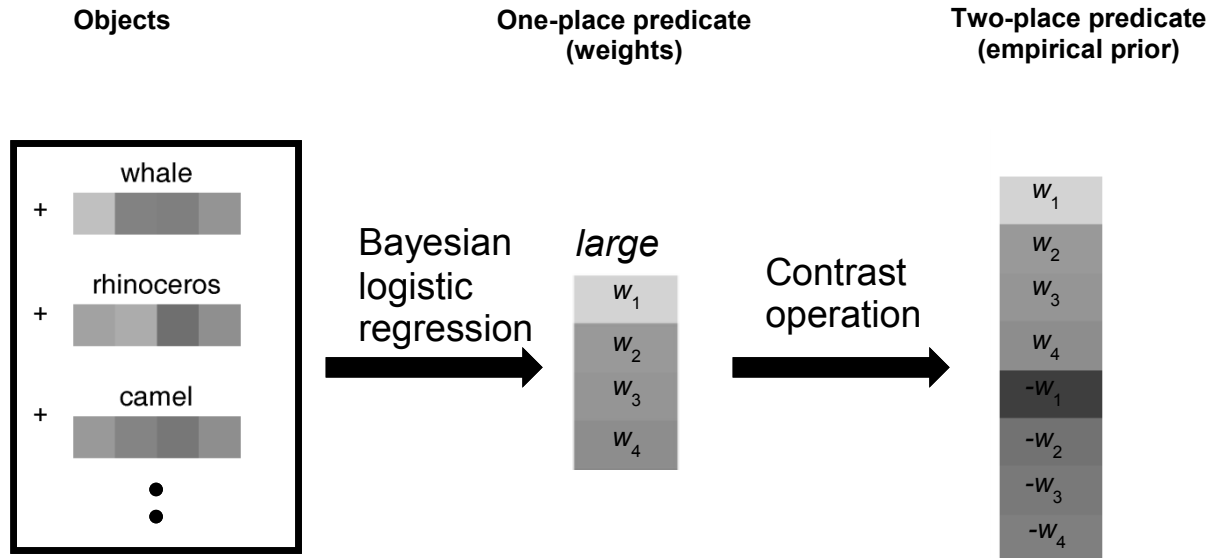 Objects
One-place predicate
(weights)
Two-place predicate
(empirical prior)
+
whale
+
rhinoceros
+
camel
Bayesian
logistic
regression
large
w1
w2
w3
w4
Contrast
operation
w1
w2
w3
w4
-w1
-w2
-w3
-w4